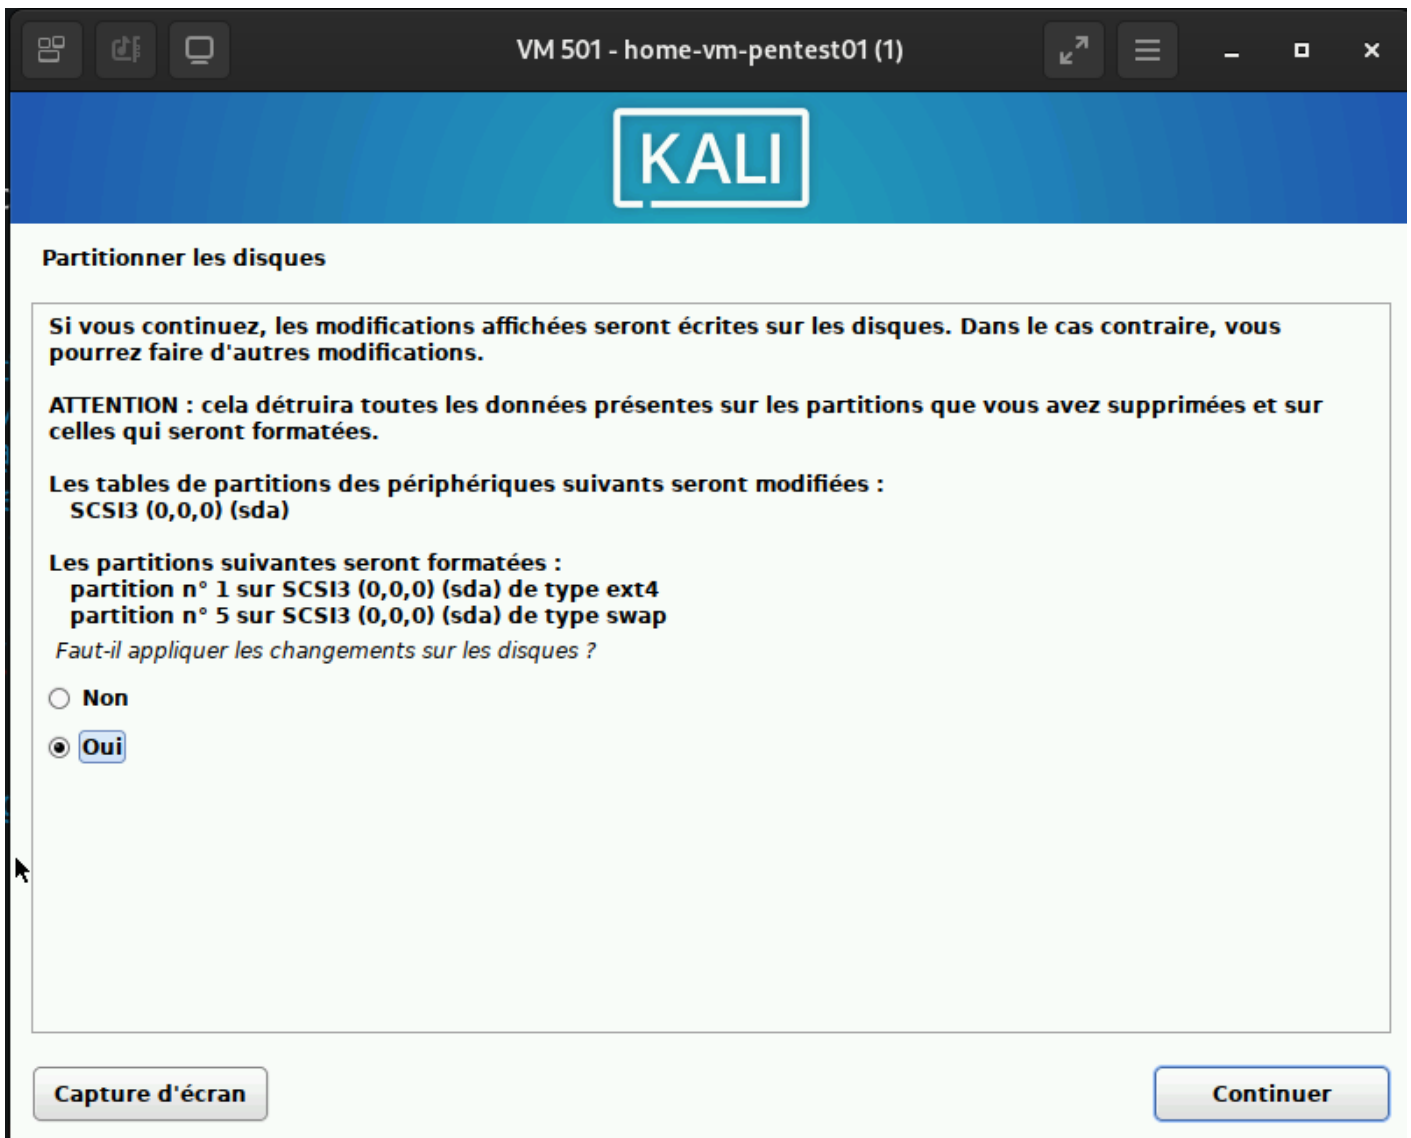 VM 501 - home-vm-pentest01 (1)
KALI
Partitionner les disques
Si vous continuez, les modifications affichées seront écrites sur les disques. Dans le cas contraire, vous
pourrez faire d'autres modifications.
ATTENTION : cela détruira toutes les données présentes sur les partitions que vous avez supprimées et sur
celles qui seront formatées.
Les tables de partitions des périphériques suivants seront modifiées :
SCSI3 (0,0,0) (sda)
Les partitions suivantes seront formatées :
partition n° 1 sur SCSI3 (0,0,0) (sda) de type ext4
partition n° 5 sur SCSI3 (0,0,0) (sda) de type swap
Faut-il appliquer les changements sur les disques ?
Non
Oui
Capture d'écran
Continuer